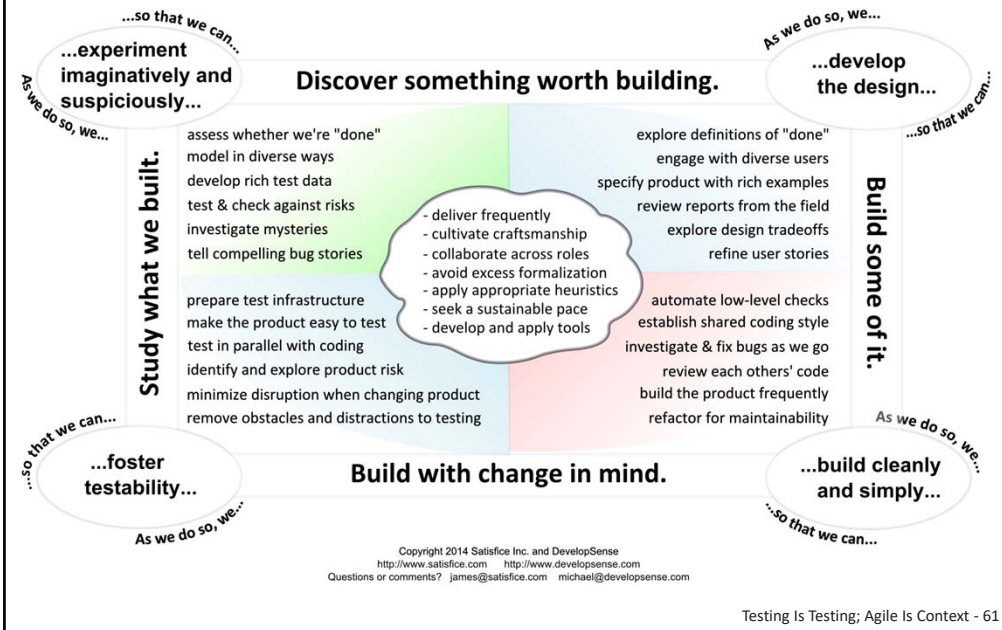 ...so that we can...
...experiment
imaginatively and
suspiciously...
As we do so, we...
Discover something worth building.
As we do so, we...
...develop
the design...
...so that we can...
Study what we built.
assess whether we're "done"
model in diverse ways
develop rich test data
test & check against risks
investigate mysteries
tell compelling bug stories
explore definitions of "done"
engage with diverse users
specify product with rich examples
review reports from the field
explore design tradeoffs
refine user stories
Build some of it.
- deliver frequently
- cultivate craftsmanship
- collaborate across roles
- avoid excess formalization
- apply appropriate heuristics
- seek a sustainable pace
- develop and apply tools
prepare test infrastructure
make the product easy to test
test in parallel with coding
identify and explore product risk
minimize disruption when changing product
remove obstacles and distractions to testing
automate low-level checks
establish shared coding style
investigate & fix bugs as we go
review each others' code
build the product frequently
refactor for maintainability
...so that we can...
...foster
testability...
As we do so, we...
Build with change in mind.
As we do so, we...
...build cleanly
and simply...
...so that we can...
Copyright 2014 Satisfice Inc. and DevelopSense
http://www.satisfice.com http://www.developsense.com
Questions or comments? james@satisfice.com michael@developsense.com
Testing Is Testing; Agile Is Context - 61